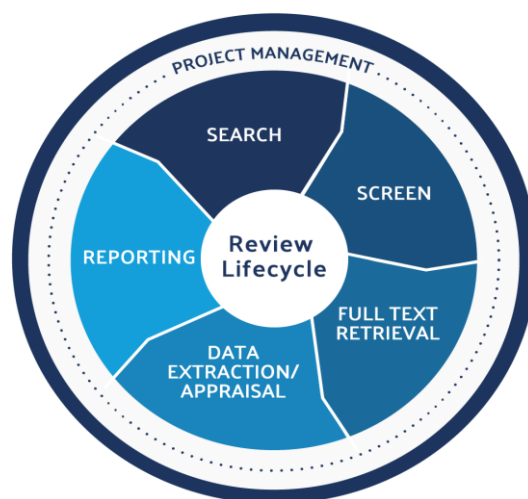 PROJECT MANAGEMENT
SEARCH
SCREEN
FULL TEXT
RETRIEVAL
DATA
EXTRACTION/
APPRAISAL
REPORTING
Review
Lifecycle